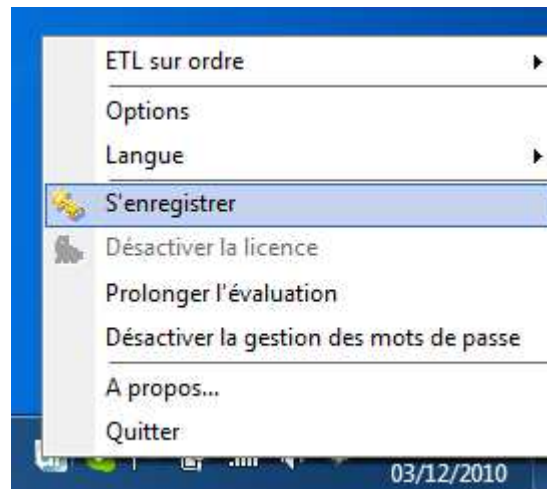 ETL sur ordre
Options
Langue
S'enregistrer
Désactiver la licence
Prolonger l'évaluation
Désactiver la gestion des mots de passe
A propos...
Quitter
03/12/2010